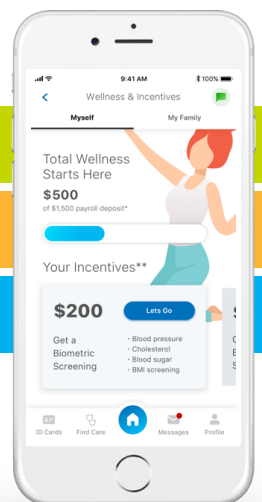 9:41 AM
100%
Wellness & Incentives
Myself
My Family
Total Wellness
Starts Here
$500
of $1,500 payroll deposit*
Your Incentives**
$200
Lets Go
Get a
Biometric
Screening
· Blood pressure
· Cholesterol
· Blood sugar
· BMI screening
ID Cards
Find Care
Messages
Profile